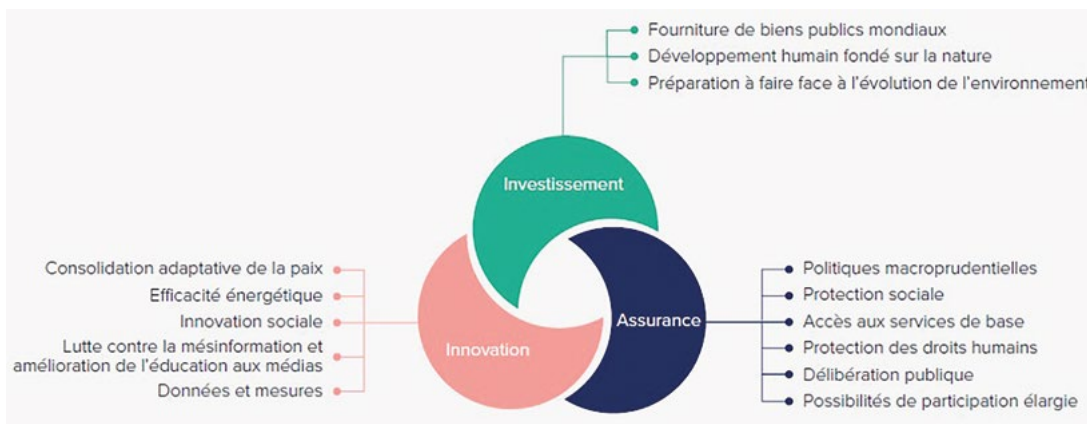 Fourniture de biens publics mondiaux
Développement humain fondé sur la nature
Préparation à faire face à l'évolution de l'environnement
Investissement
Consolidation adaptative de la paix
Efficacité énergétique
Innovation sociale
Lutte contre la mésinformation et
amélioration de l'éducation aux médias
Données et mesures
Innovation
Assurance
Politiques macroprudentielles
Protection sociale
Accès aux services de base
Protection des droits humains
Délibération publique
Possibilités de participation élargie